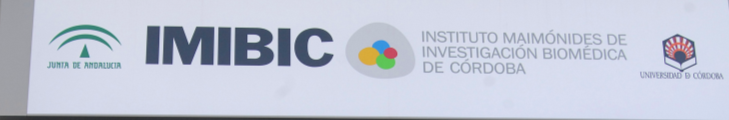 JUNTA DE ANDALUCIA
IMIBIC
INSTITUTO MAIMÓNIDES DE
INVESTIGACIÓN BIOMÉDICA
DE CÓRDOBA
UNIVERSIDAD Ð CÓRDOBA